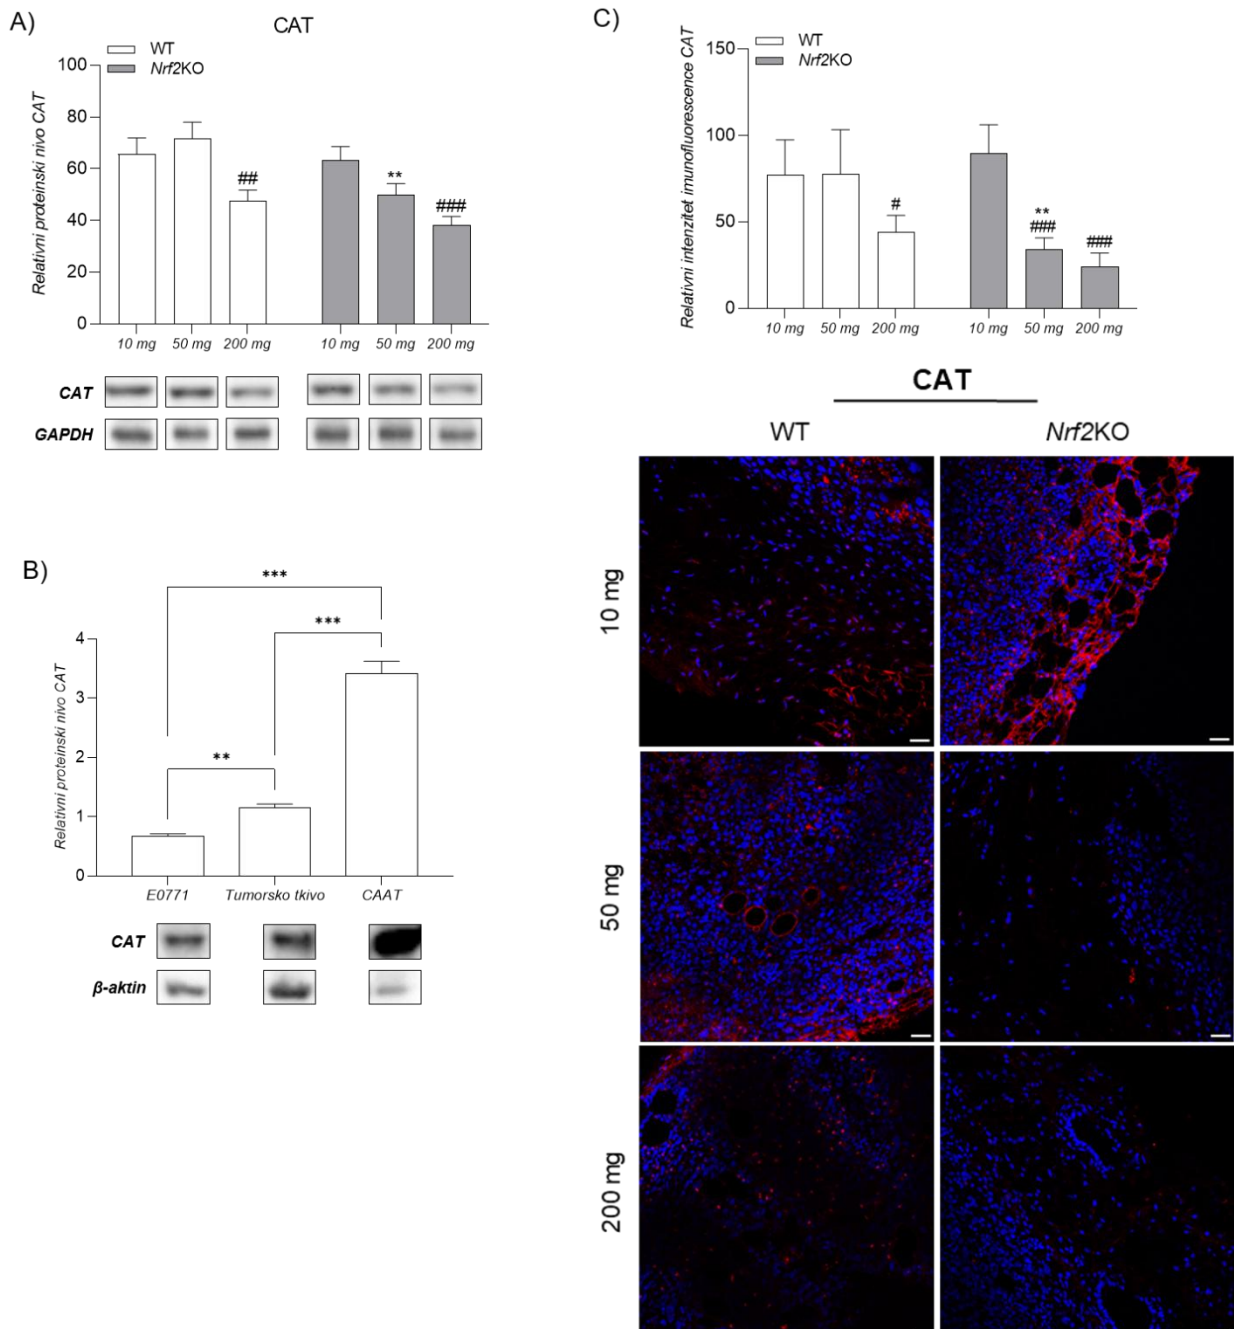 A)
CAT
WT
Nrf2KO
Relativni proteinski nivo CAT
100
80
60
40
20
0
##
**
###
10 mg
50 mg
200 mg
10 mg
50 mg
200 mg
CAT
GAPDH
B)
Relativni proteinski nivo CAT
4
3
2
1
0
***
***
**
E0771
Tumorsko tkivo
CAAT
CAT
β-aktin
C)
WT
Nrf2KO
Relativni intenzitet imunofluorescence CAT
150
100
50
0
#
**
###
###
10 mg
50 mg
200 mg
10 mg
50 mg
200 mg
CAT
WT
Nrf2KO
10 mg
50 mg
200 mg